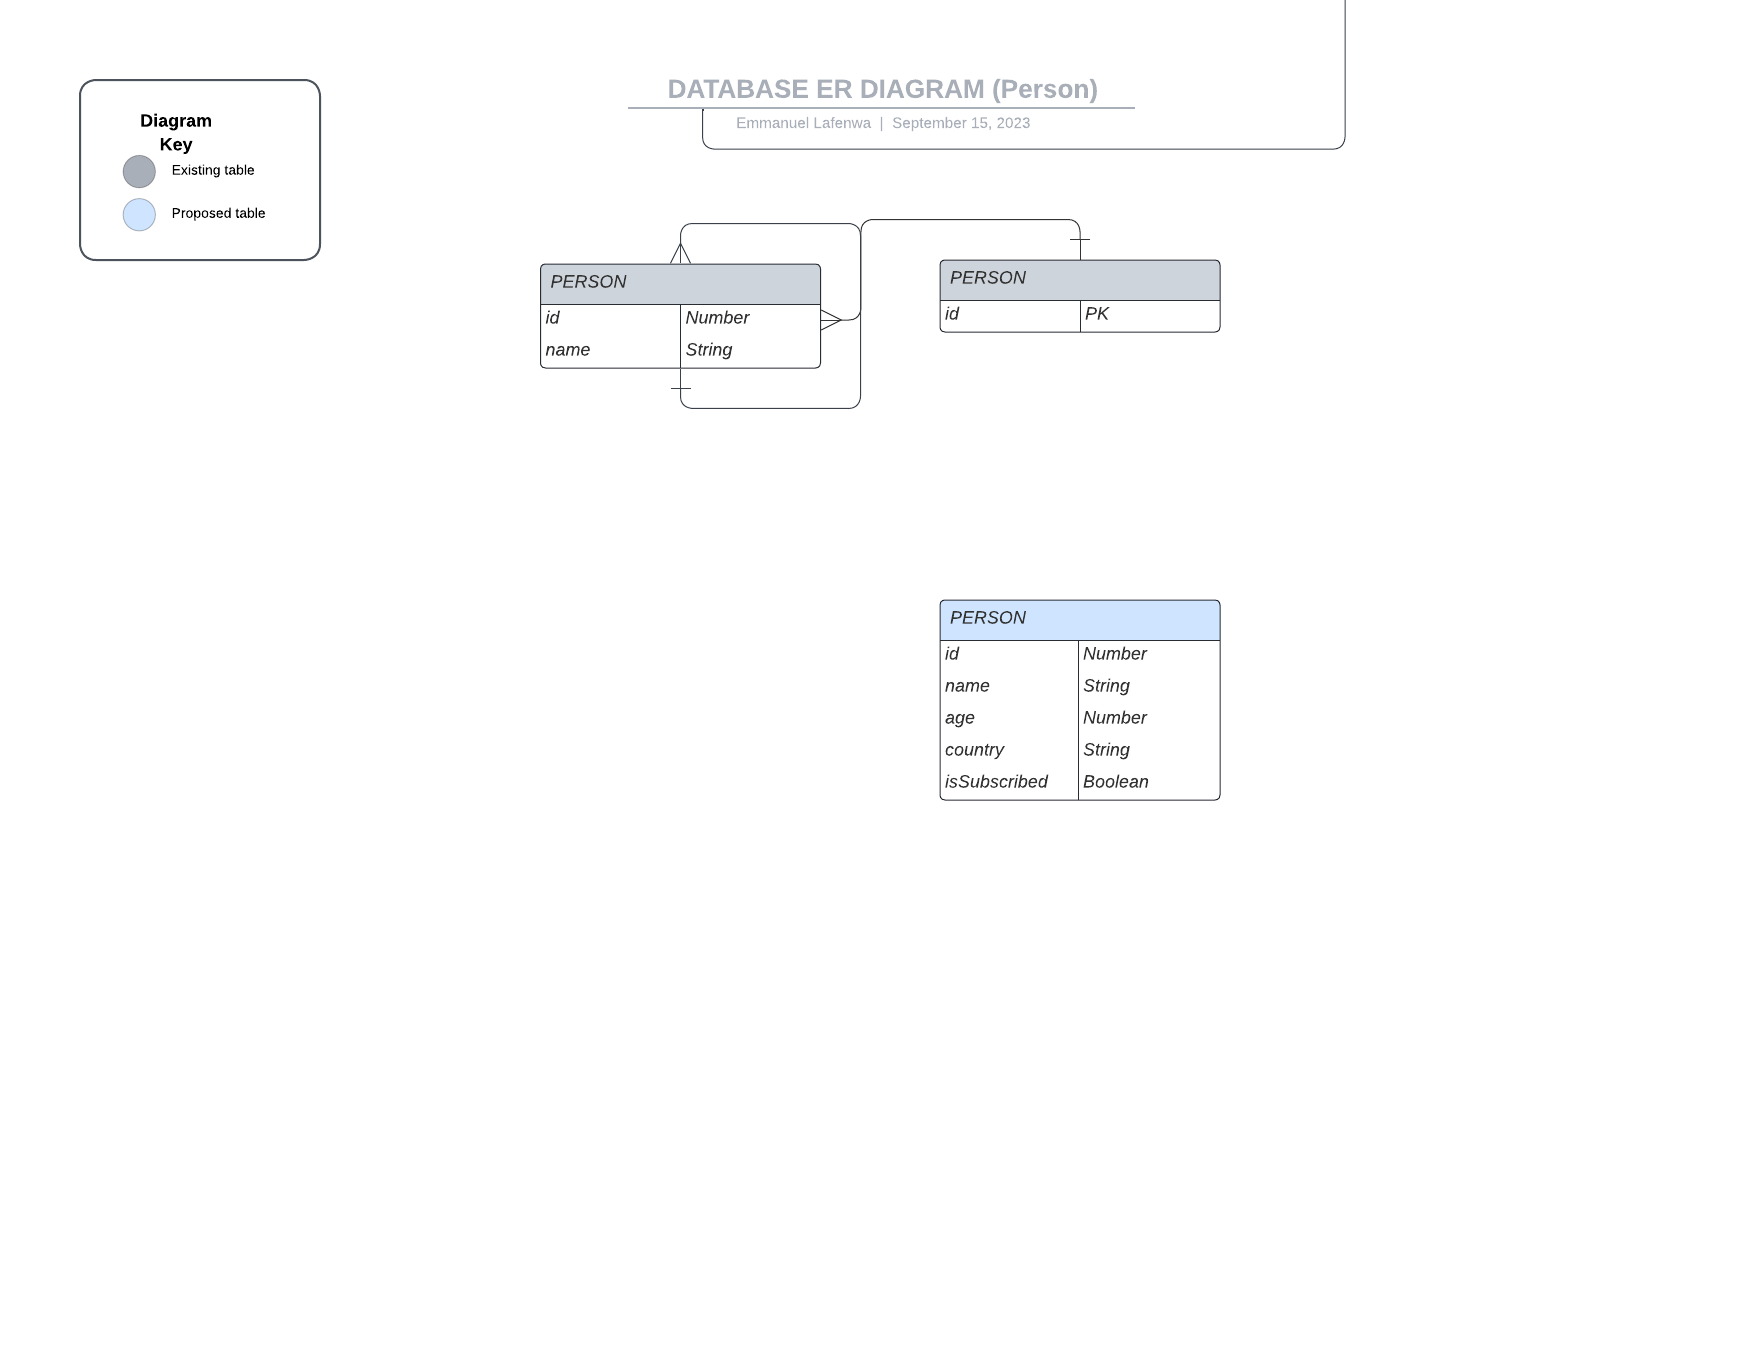 DATABASE ER DIAGRAM (Person)
Emmanuel Lafenwa | September 15, 2023
Diagram
Key
Existing table
Proposed table
PERSON
id Number
name String
PERSON
id PK
PERSON
id Number
name String
age Number
country String
isSubscribed Boolean